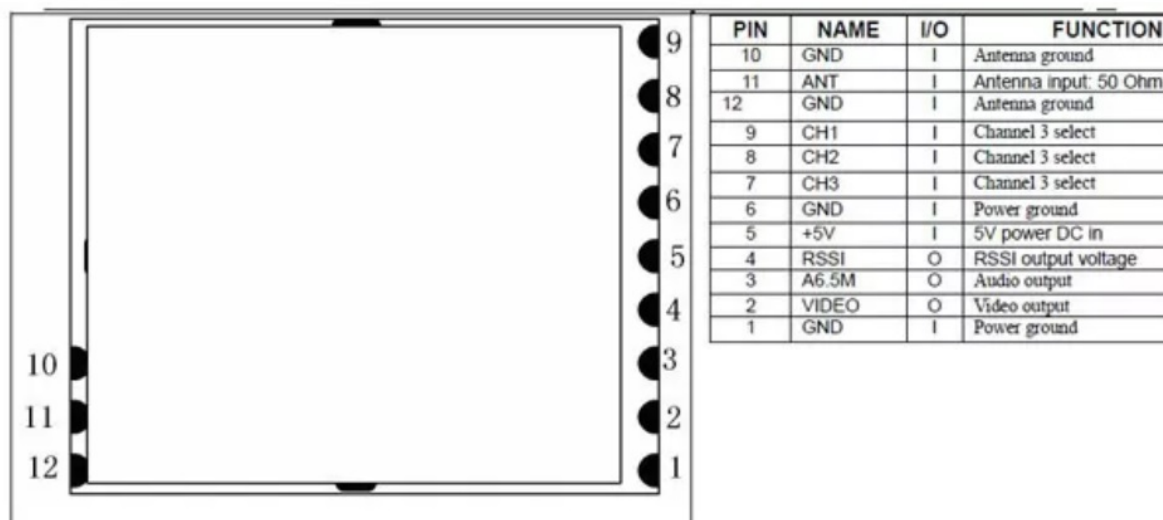 9
8
7
6
5
4
10 3
11 2
12 1
PIN NAME I/O FUNCTION
10 GND I Antenna ground
11 ANT I Antenna input: 50 Ohm
12 GND I Antenna ground
9 CH1 I Channel 3 select
8 CH2 I Channel 3 select
7 CH3 I Channel 3 select
6 GND I Power ground
5 +5V I 5V power DC in
4 RSSI O RSSI output voltage
3 A6.5M O Audio output
2 VIDEO O Video output
1 GND I Power ground